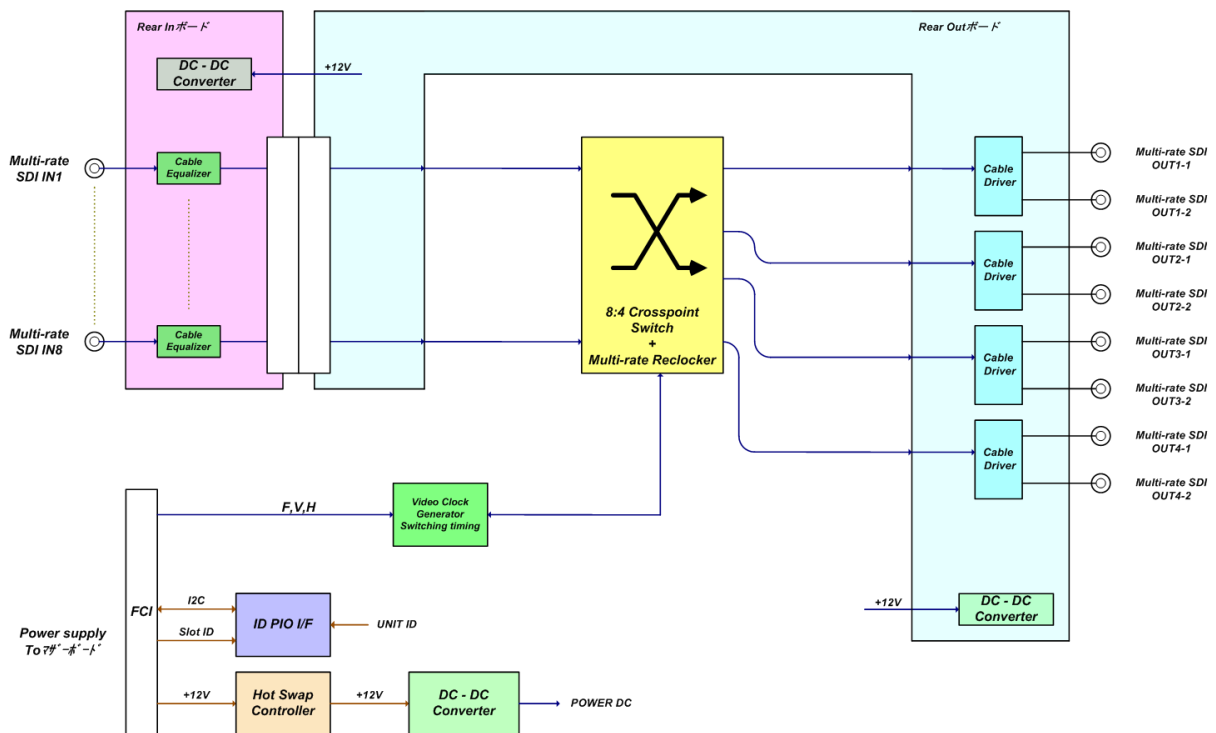 Rear Inボード
Rear Outボード
DC - DC
Converter
+12V
Multi-rate
SDI IN1
Cable
Equalizer
Multi-rate
SDI IN8
Cable
Equalizer
8:4 Crosspoint
Switch
+
Multi-rate Reclocker
Cable
Driver
Multi-rate SDI
OUT1-1
Multi-rate SDI
OUT1-2
Cable
Driver
Multi-rate SDI
OUT2-1
Multi-rate SDI
OUT2-2
Cable
Driver
Multi-rate SDI
OUT3-1
Multi-rate SDI
OUT3-2
Cable
Driver
Multi-rate SDI
OUT4-1
Multi-rate SDI
OUT4-2
F,V,H
Video Clock
Generator
Switching timing
FCI
I2C
Slot ID
ID PIO I/F
UNIT ID
+12V
DC - DC
Converter
Power supply
Toマザーボード
+12V
Hot Swap
Controller
+12V
DC - DC
Converter
POWER DC